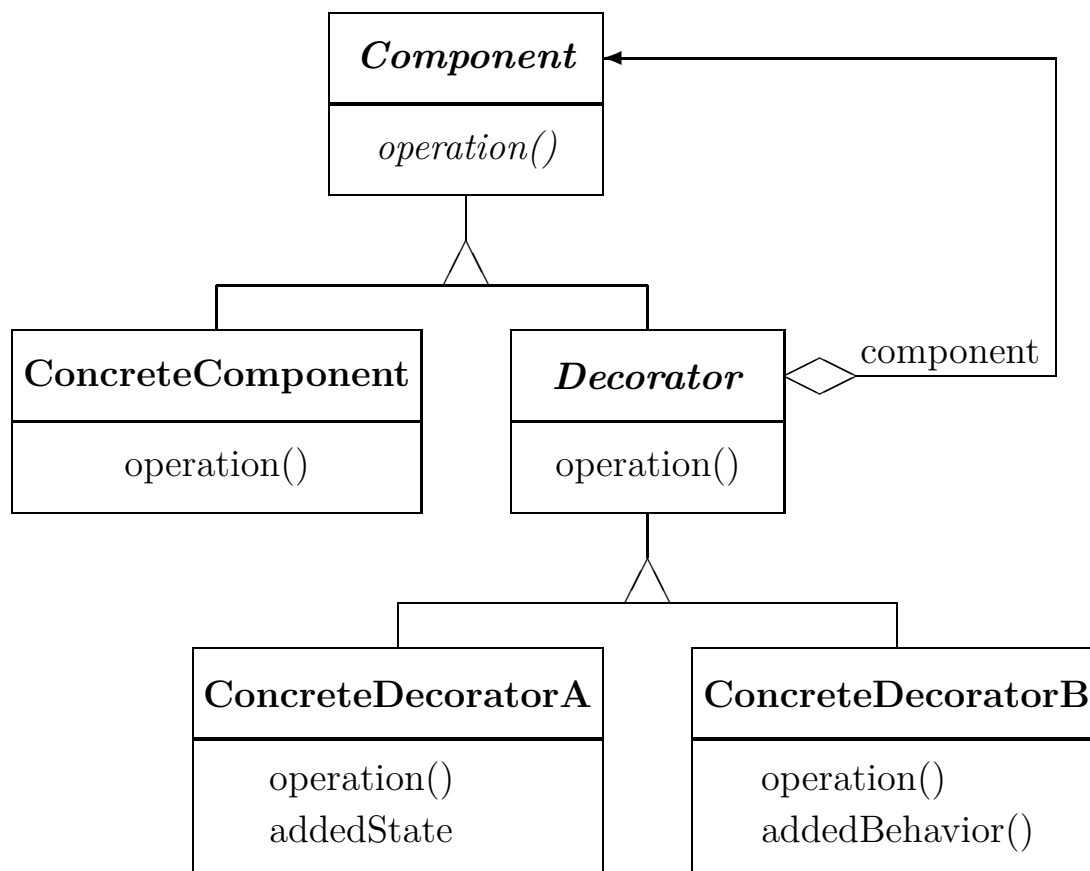 Component
operation()
component
ConcreteComponent
Decorator
operation()
operation()
ConcreteDecoratorA
ConcreteDecoratorB
operation()
addedState
operation()
addedBehavior()